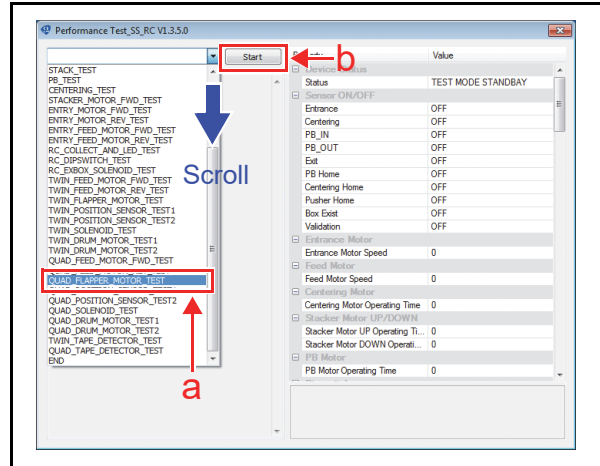 Performance Test_SS_RC V1.3.5.0
Start
b
Value
STACK_TEST
PB_TEST
CENTERING_TEST
STACKER_MOTOR_FWD_TEST
ENTRY_MOTOR_FWD_TEST
ENTRY_MOTOR_REV_TEST
ENTRY_FEED_MOTOR_FWD_TEST
ENTRY_FEED_MOTOR_REV_TEST
RC_COLLECT_AND_LED_TEST
RC_DIPSWITCH_TEST
RC_EXBOX_SOLENOID_TEST
TWIN_FEED_MOTOR_FWD_TEST
TWIN_FEED_MOTOR_REV_TEST
TWIN_FLAPPER_MOTOR_TEST
TWIN_POSITION_SENSOR_TEST1
TWIN_POSITION_SENSOR_TEST2
TWIN_SOLENOID_TEST
TWIN_DRUM_MOTOR_TEST1
TWIN_DRUM_MOTOR_TEST2
QUAD_FEED_MOTOR_FWD_TEST
QUAD_FLAPPER_MOTOR_TEST
QUAD_POSITION_SENSOR_TEST2
QUAD_SOLENOID_TEST
QUAD_DRUM_MOTOR_TEST1
QUAD_DRUM_MOTOR_TEST2
TWIN_TAPE_DETECTOR_TEST
QUAD_TAPE_DETECTOR_TEST
END
Scroll
a
Device Status
Status TEST MODE STANDBAY
Sensor ON/OFF
Entrance OFF
Centering OFF
PB_IN OFF
PB_OUT OFF
Exit OFF
PB Home OFF
Centering Home OFF
Pusher Home OFF
Box Exist OFF
Validation OFF
Entrance Motor
Entrance Motor Speed 0
Feed Motor
Feed Motor Speed 0
Centering Motor
Centering Motor Operating Time 0
Stacker Motor UP/DOWN
Stacker Motor UP Operating Ti... 0
Stacker Motor DOWN Operati... 0
PB Motor
PB Motor Operating Time 0